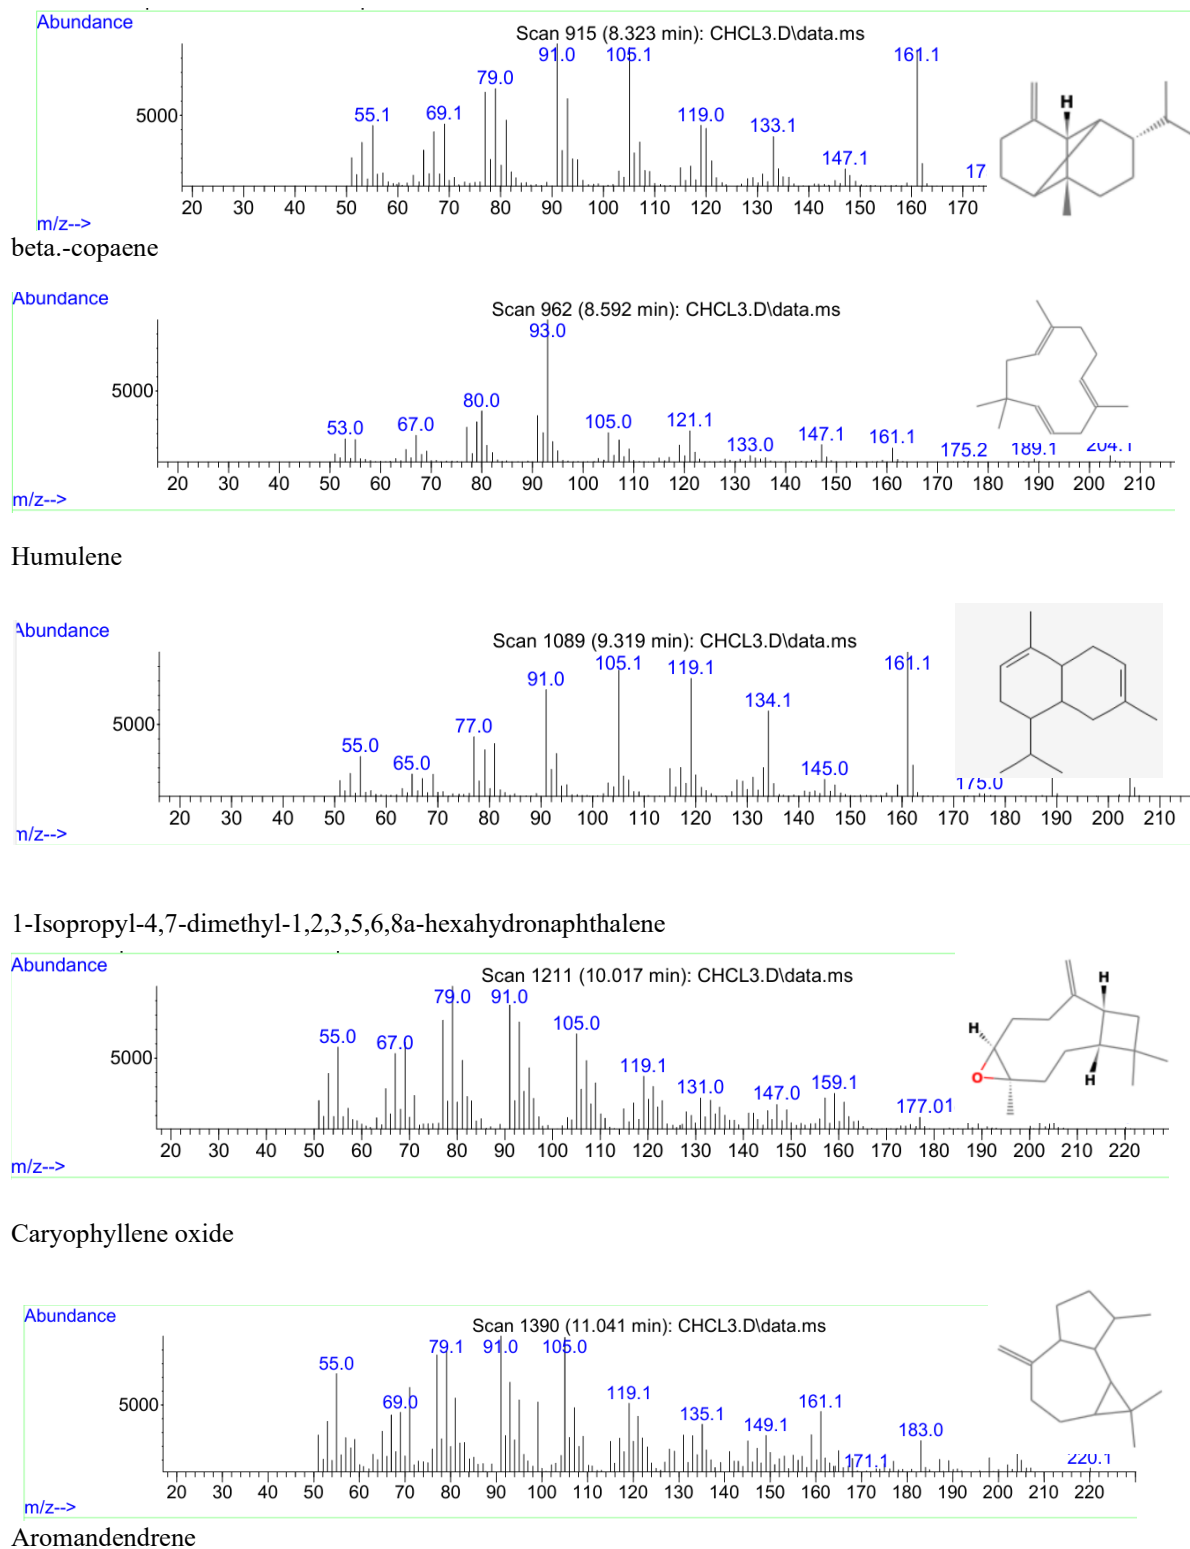 Abundance
Scan 915 (8.323 min): CHCL3.D\data.ms
91.0 105.1 161.1
79.0
55.1 69.1 119.0
5000
133.1
147.1
17
H
20 30 40 50 60 70 80 90 100 110 120 130 140 150 160 170
m/z-->
beta.-copaene
Abundance
Scan 962 (8.592 min): CHCL3.D\data.ms
93.0
5000
80.0
53.0 67.0 105.0 121.1
133.0 147.1 161.1
175.2 189.1 204.1
20 30 40 50 60 70 80 90 100 110 120 130 140 150 160 170 180 190 200 210
m/z-->
Humulene
Abundance
Scan 1089 (9.319 min): CHCL3.D\data.ms
105.1 119.1 161.1
91.0
134.1
5000 77.0
55.0
65.0 145.0
175.0
20 30 40 50 60 70 80 90 100 110 120 130 140 150 160 170 180 190 200 210
m/z-->
1-Isopropyl-4,7-dimethyl-1,2,3,5,6,8a-hexahydronaphthalene
Abundance
Scan 1211 (10.017 min): CHCL3.D\data.ms
79.0 91.0
105.0
55.0 67.0
5000
119.1
131.0 147.0 159.1
177.01
H
H
O
H
20 30 40 50 60 70 80 90 100 110 120 130 140 150 160 170 180 190 200 210 220
m/z-->
Caryophyllene oxide
Abundance
Scan 1390 (11.041 min): CHCL3.D\data.ms
79.1 91.0 105.0
55.0
69.0 119.1 161.1
5000
135.1 149.1
183.0
171.1 220.1
20 30 40 50 60 70 80 90 100 110 120 130 140 150 160 170 180 190 200 210 220
m/z-->
Aromandendrene